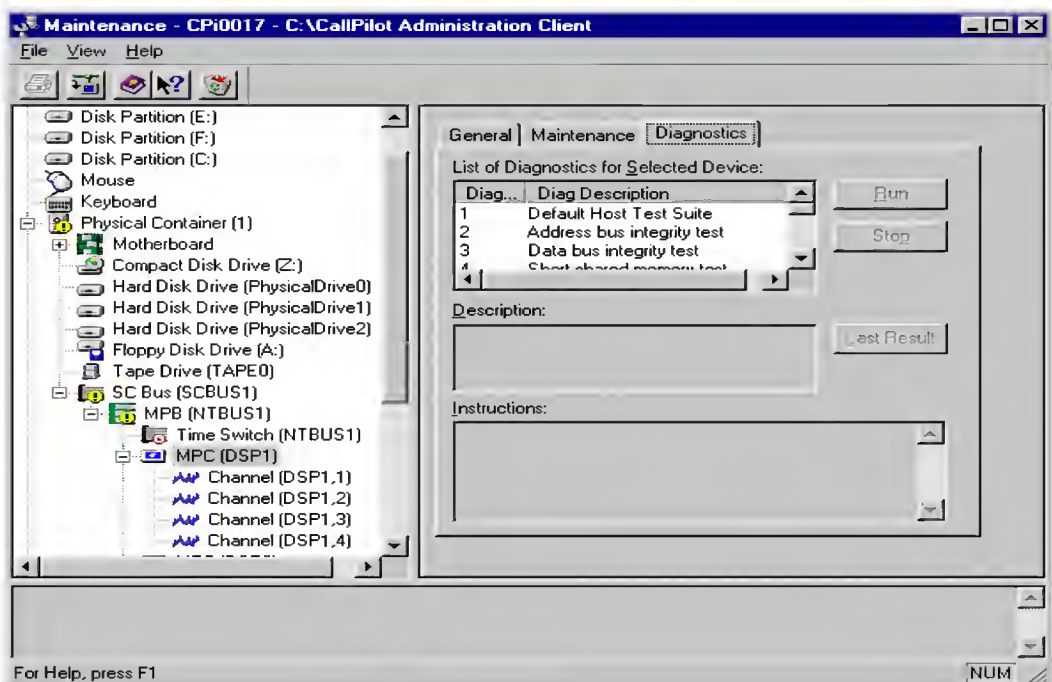 Maintenance - CPi0017 - C:\CallPilot Administration Client
File View Help
Disk Partition (E:)
Disk Partition (F:)
Disk Partition (C:)
Mouse
Keyboard
Physical Container (1)
Motherboard
Compact Disk Drive (Z:)
Hard Disk Drive (PhysicalDrive0)
Hard Disk Drive (PhysicalDrive1)
Hard Disk Drive (PhysicalDrive2)
Floppy Disk Drive (A:)
Tape Drive (TAPE0)
SC Bus (SCBUS1)
MPB (NTBUS1)
Time Switch (NTBUS1)
MPC (DSP1)
Channel (DSP1,1)
Channel (DSP1,2)
Channel (DSP1,3)
Channel (DSP1,4)
General Maintenance Diagnostics
List of Diagnostics for Selected Device:
Diag... Diag Description
1 Default Host Test Suite
2 Address bus integrity test
3 Data bus integrity test
4 Short shared memory test
Run
Stop
Description:
Last Result
Instructions:
For Help, press F1
NUM